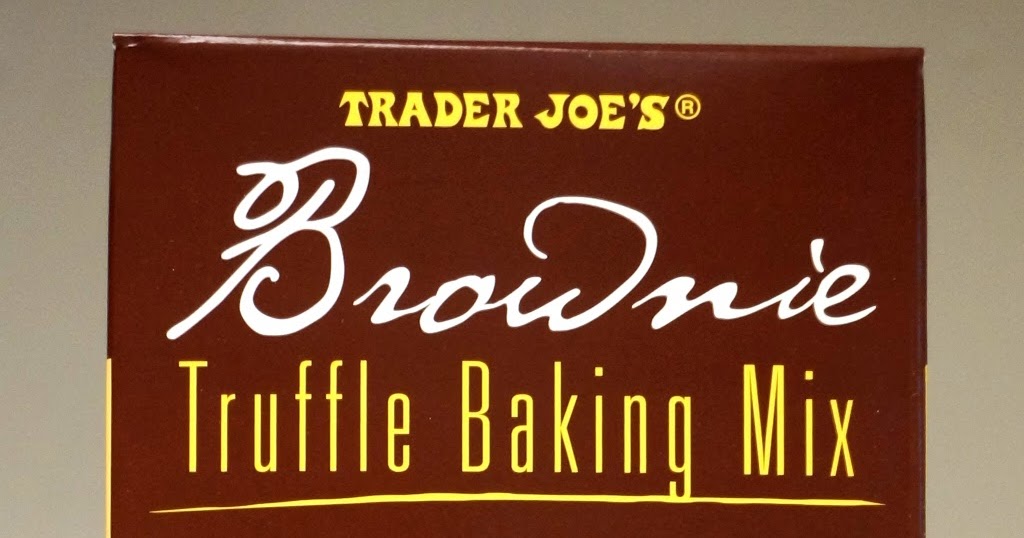 TRADER JOE'S®
Brownie
Truffle Baking Mix